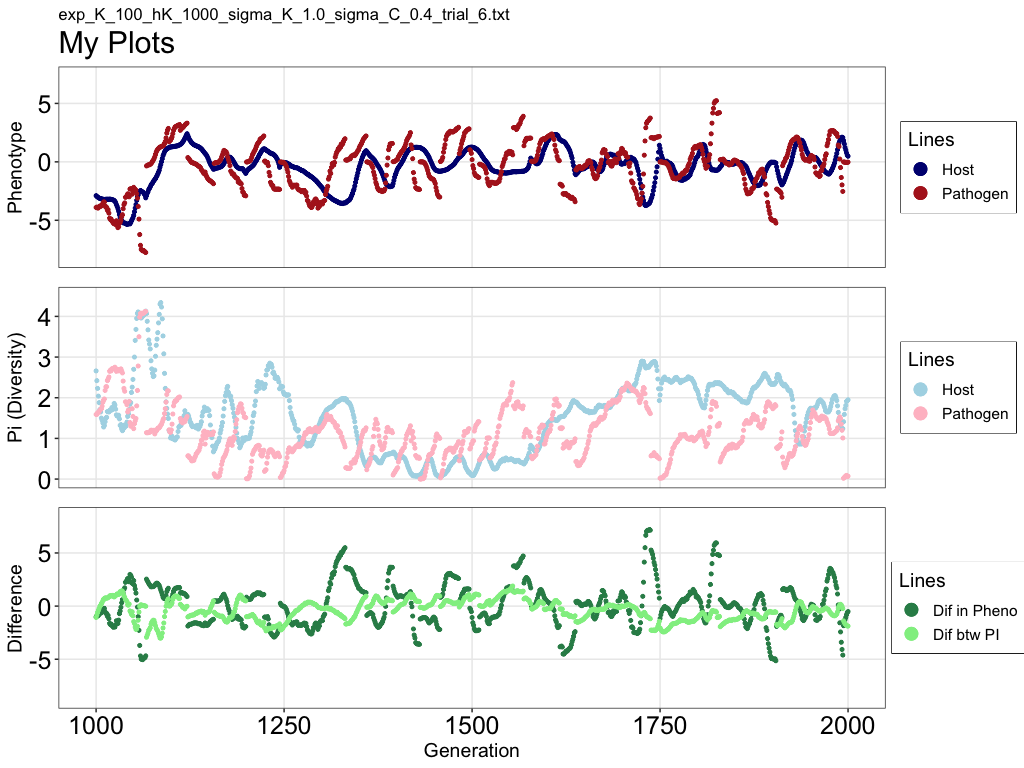 exp_K_100_hK_1000_sigma_K_1.0_sigma_C_0.4_trial_6.txt
My Plots
Phenotype
5
0
-5
Lines
Host
Pathogen
Pi (Diversity)
4
3
2
1
0
Lines
Host
Pathogen
Difference
5
0
-5
Lines
Dif in Pheno
Dif btw PI
1000 1250 1500 1750 2000
Generation